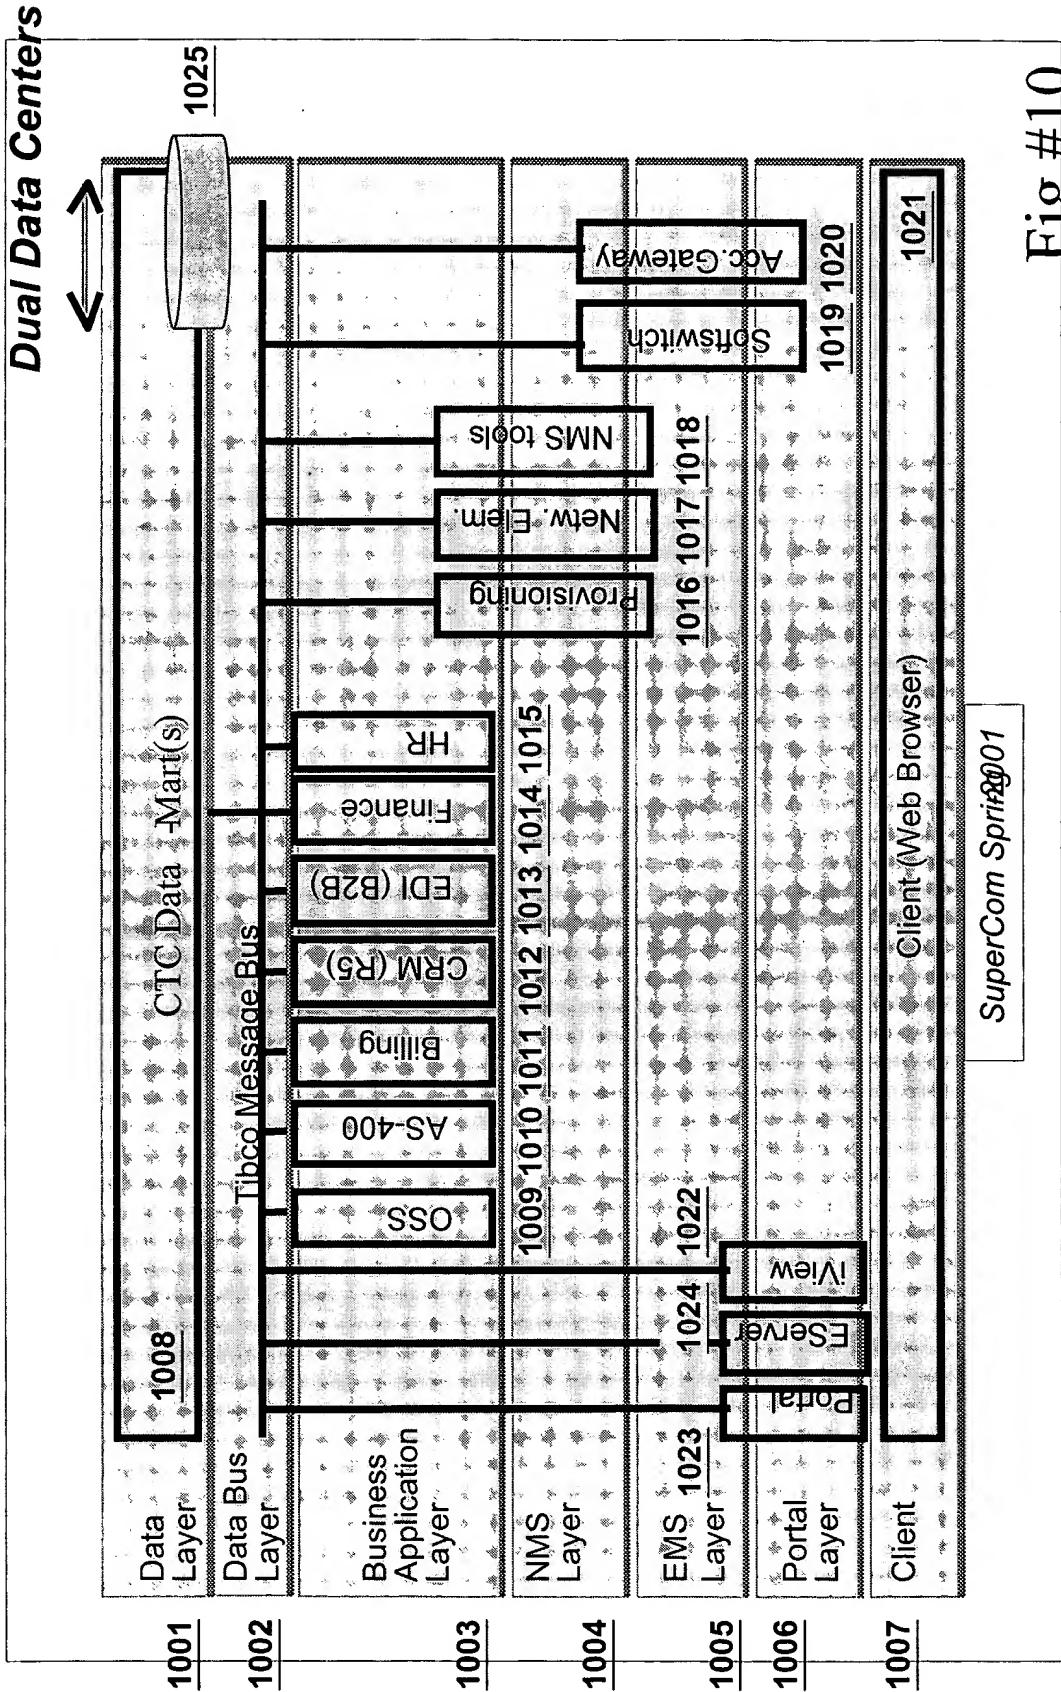 Dual Data Centers
1025
1001
Data
Layer
1008
CTC Data -Mart(s)
1002
Data Bus
Layer
Tibco Message Bus
1003
Business
Application
Layer
OSS
AS-400
Billing
CRM (R5)
EDI (B2B)
Finance
HR
1004
NMS
Layer
1009
1010
1011
1012
1013
1014
1015
Provisioning
Netw. Elem.
NMS tools
1016
1017
1018
1005
EMS
Layer
1023
1024
1022
Softswitch
Acc.Gateway
1019
1020
1006
Portal
Layer
Portal
EServer
iView
1007
Client
Client (Web Browser)
1021
SuperCom Spring 2001
Fig #10